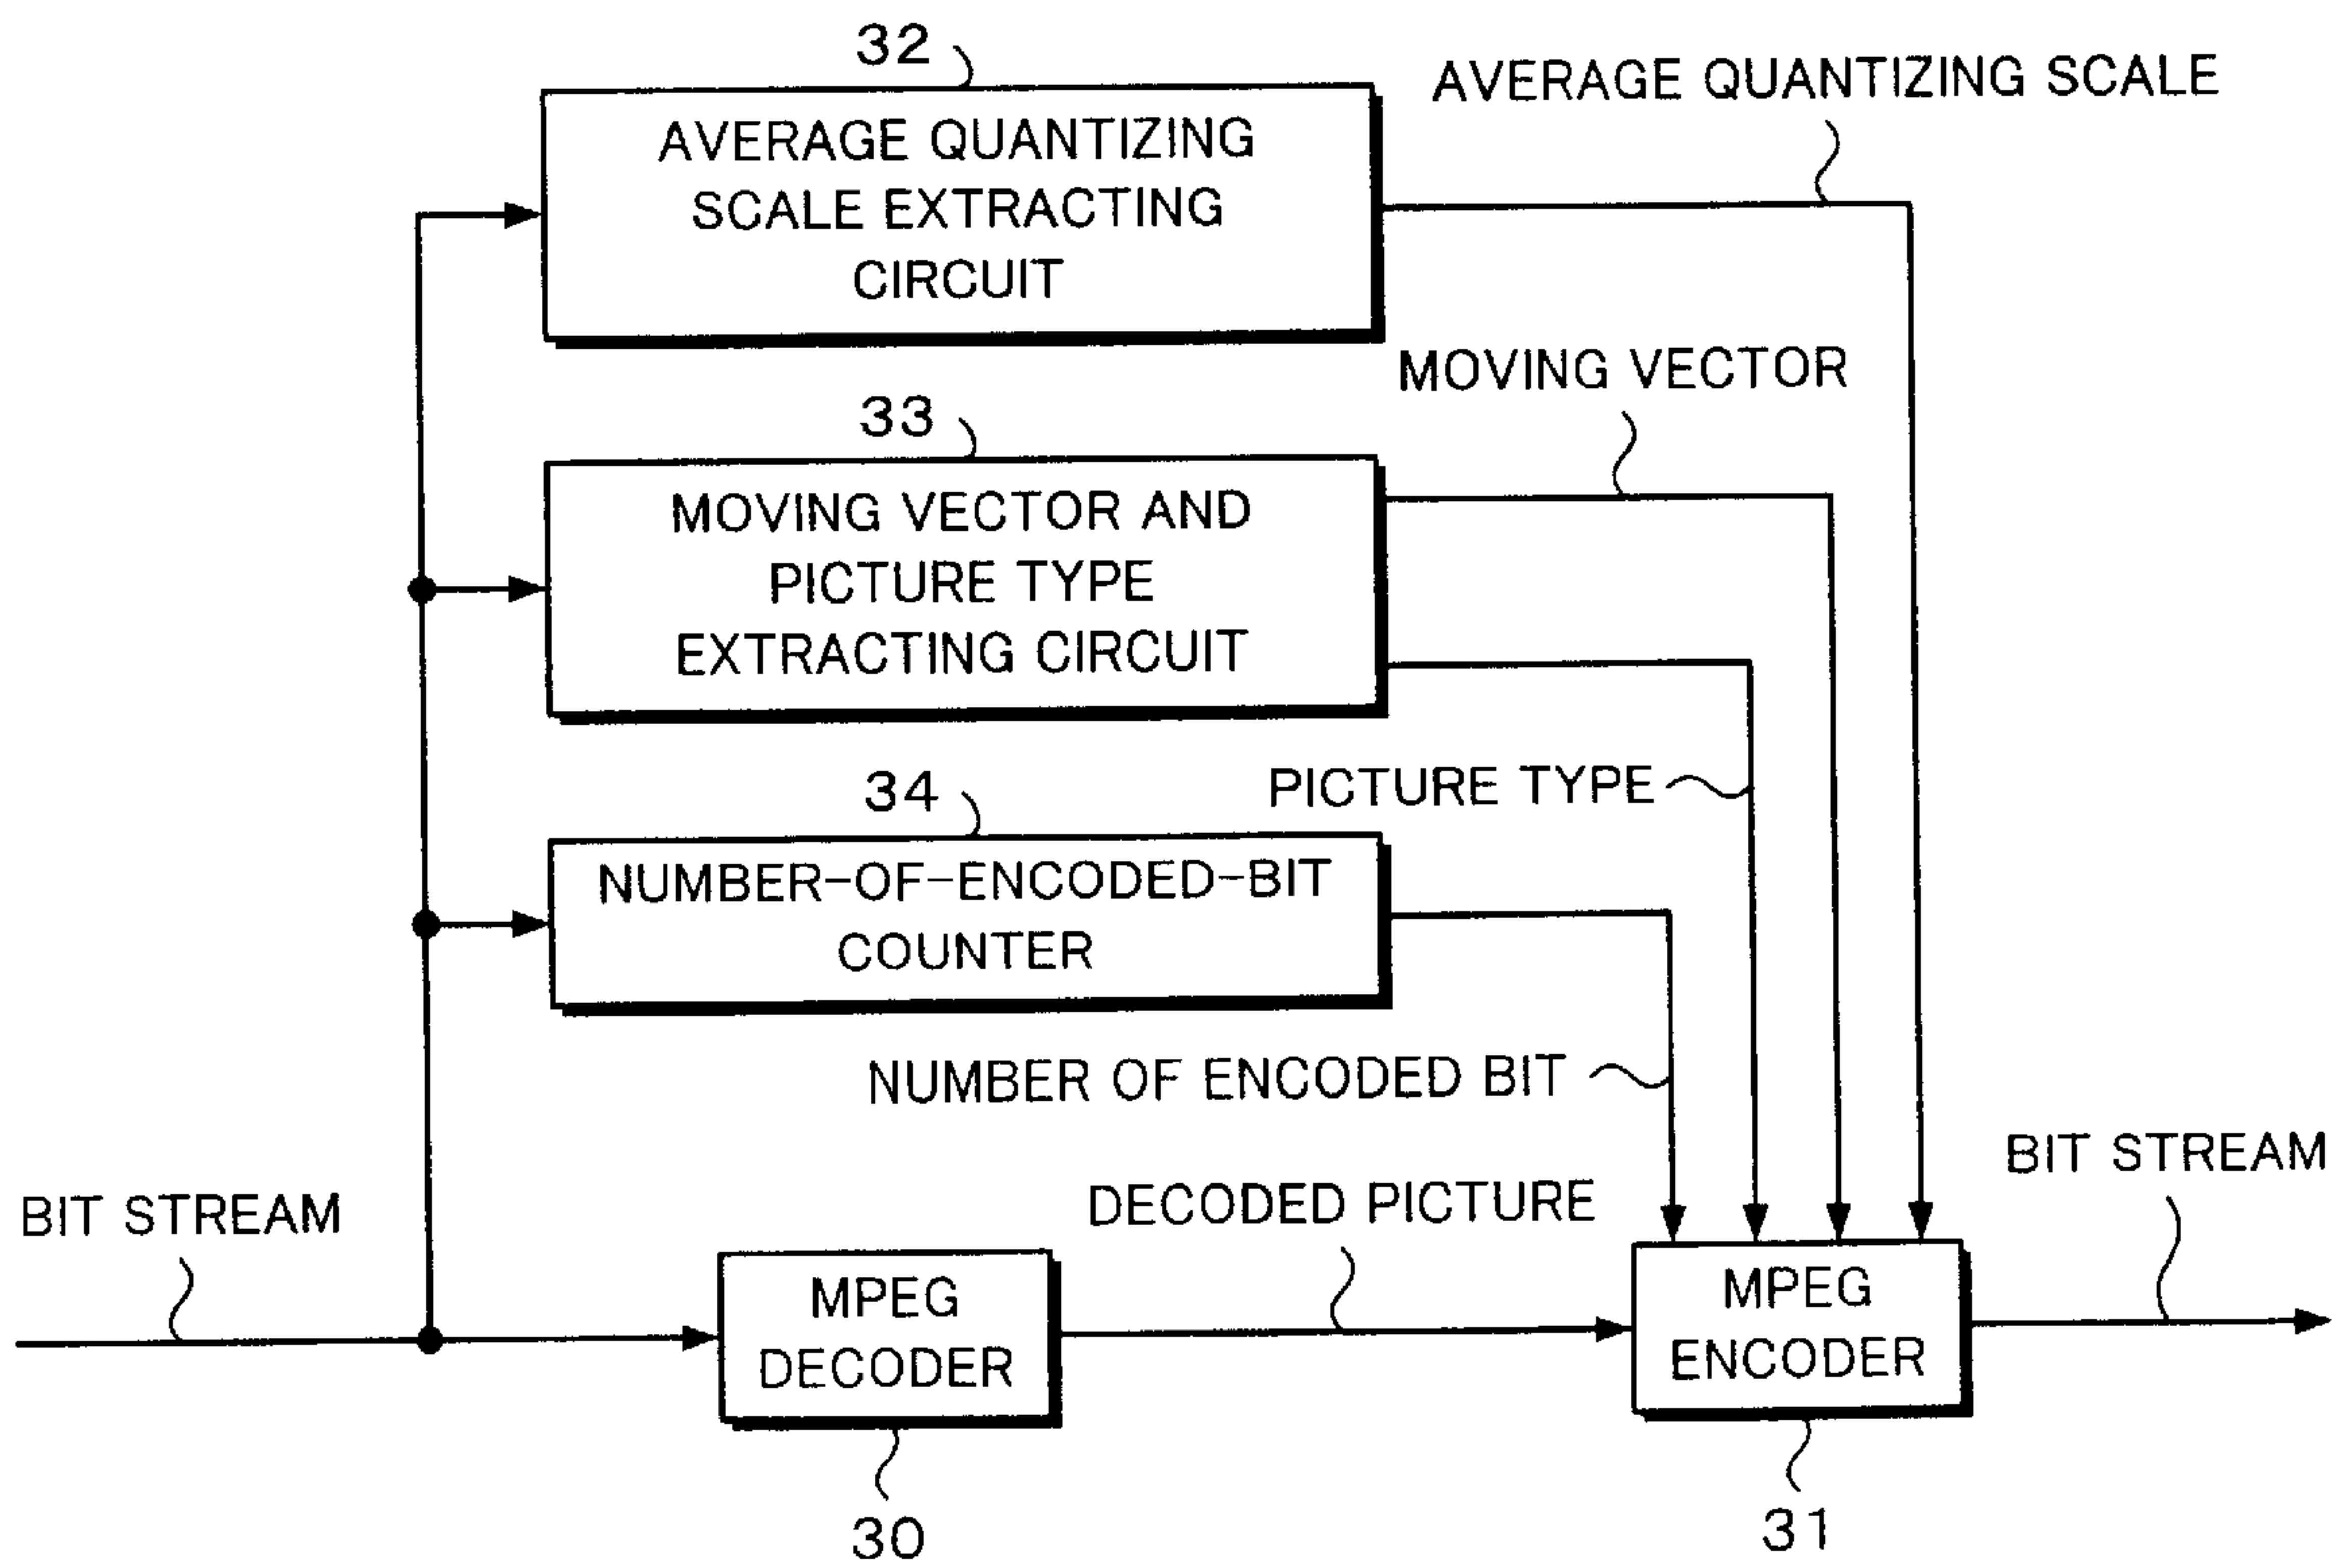 32
AVERAGE QUANTIZING SCALE
AVERAGE QUANTIZING
SCALE EXTRACTING
CIRCUIT
MOVING VECTOR
33
MOVING VECTOR AND
PICTURE TYPE
EXTRACTING CIRCUIT
PICTURE TYPE
34
NUMBER-OF-ENCODED-BIT
COUNTER
NUMBER OF ENCODED BIT
BIT STREAM
DECODED PICTURE
BIT STREAM
MPEG
DECODER
MPEG
ENCODER
30
31